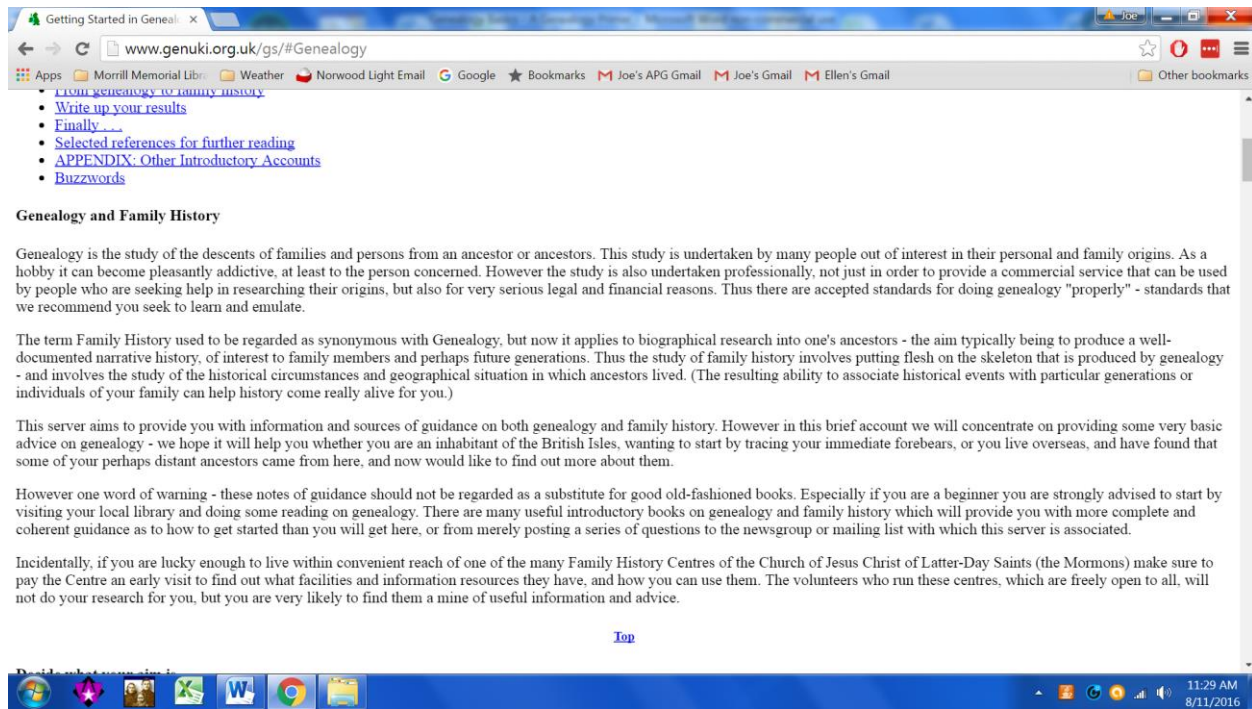 Getting Started in Geneal
Genealogy Basics - A Genealogy Primer - Microsoft Word non-commercial use
Joe
www.genuki.org.uk/gs/#Genealogy
Apps Morrill Memorial Libr Weather Norwood Light Email Google Bookmarks Joe's APG Gmail Joe's Gmail Ellen's Gmail Other bookmarks
From genealogy to family history
Write up your results
Finally . . .
Selected references for further reading
APPENDIX: Other Introductory Accounts
Buzzwords
Genealogy and Family History
Genealogy is the study of the descents of families and persons from an ancestor or ancestors. This study is undertaken by many people out of interest in their personal and family origins. As a
hobby it can become pleasantly addictive, at least to the person concerned. However the study is also undertaken professionally, not just in order to provide a commercial service that can be used
by people who are seeking help in researching their origins, but also for very serious legal and financial reasons. Thus there are accepted standards for doing genealogy "properly" - standards that
we recommend you seek to learn and emulate.
The term Family History used to be regarded as synonymous with Genealogy, but now it applies to biographical research into one's ancestors - the aim typically being to produce a well-
documented narrative history, of interest to family members and perhaps future generations. Thus the study of family history involves putting flesh on the skeleton that is produced by genealogy
- and involves the study of the historical circumstances and geographical situation in which ancestors lived. (The resulting ability to associate historical events with particular generations or
individuals of your family can help history come really alive for you.)
This server aims to provide you with information and sources of guidance on both genealogy and family history. However in this brief account we will concentrate on providing some very basic
advice on genealogy - we hope it will help you whether you are an inhabitant of the British Isles, wanting to start by tracing your immediate forebears, or you live overseas, and have found that
some of your perhaps distant ancestors came from here, and now would like to find out more about them.
However one word of warning - these notes of guidance should not be regarded as a substitute for good old-fashioned books. Especially if you are a beginner you are strongly advised to start by
visiting your local library and doing some reading on genealogy. There are many useful introductory books on genealogy and family history which will provide you with more complete and
coherent guidance as to how to get started than you will get here, or from merely posting a series of questions to the newsgroup or mailing list with which this server is associated.
Incidentally, if you are lucky enough to live within convenient reach of one of the many Family History Centres of the Church of Jesus Christ of Latter-Day Saints (the Mormons) make sure to
pay the Centre an early visit to find out what facilities and information resources they have, and how you can use them. The volunteers who run these centres, which are freely open to all, will
not do your research for you, but you are very likely to find them a mine of useful information and advice.
Top
Decide what your aim is
11:29 AM
8/11/2016